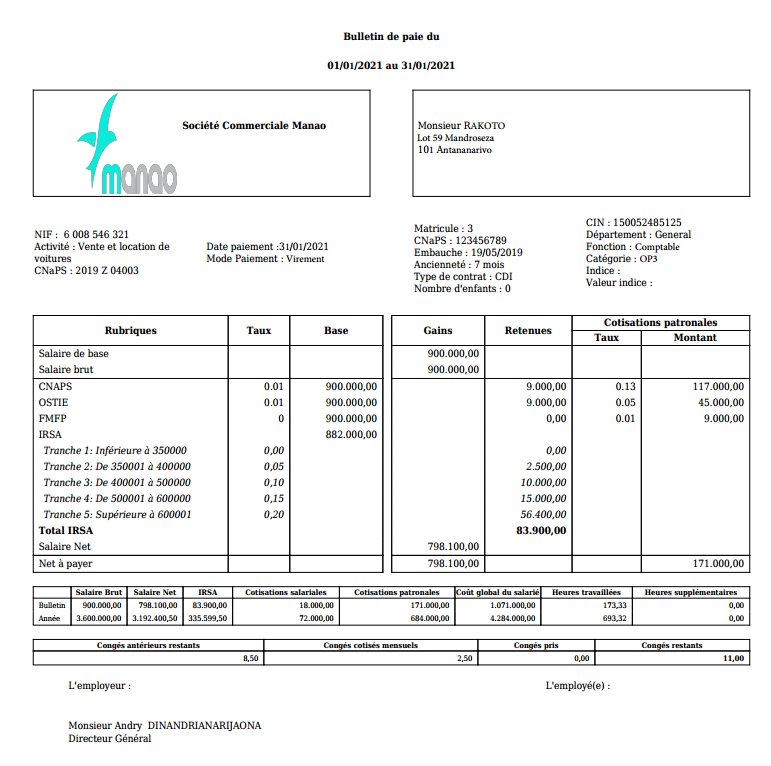 Bulletin de paie du
01/01/2021 au 31/01/2021
manao
Société Commerciale Manao
Monsieur RAKOTO
Lot 59 Mandroseza
101 Antananarivo
NIF : 6 008 546 321
Activité : Vente et location de
voitures
CNaPS : 2019 Z 04003
Date paiement :31/01/2021
Mode Paiement : Virement
Matricule : 3
CNaPS : 123456789
Embauche : 19/05/2019
Ancienneté : 7 mois
Type de contrat : CDI
Nombre d'enfants : 0
CIN : 150052485125
Département : General
Fonction : Comptable
Catégorie : OP3
Indice :
Valeur indice :
Rubriques Taux Base Gains Retenues Cotisations patronales
Taux Montant
Salaire de base 900.000,00
Salaire brut 900.000,00
CNAPS 0.01 900.000,00 9.000,00 0.13 117.000,00
OSTIE 0.01 900.000,00 9.000,00 0.05 45.000,00
FMFP 0 900.000,00 0,00 0.01 9.000,00
IRSA 882.000,00
Tranche 1: Inférieure à 350000 0,00 0,00
Tranche 2: De 350001 à 400000 0,05 2.500,00
Tranche 3: De 400001 à 500000 0,10 10.000,00
Tranche 4: De 500001 à 600000 0,15 15.000,00
Tranche 5: Supérieure à 600001 0,20 56.400,00
Total IRSA 83.900,00
Salaire Net 798.100,00
Net à payer 798.100,00 171.000,00
Salaire Brut Salaire Net IRSA Cotisations salariales Cotisations patronales Coût global du salarié Heures travaillées Heures supplémentaires
Bulletin 900.000,00 798.100,00 83.900,00 18.000,00 171.000,00 1.071.000,00 173,33 0,00
Année 3.600.000,00 3.192.400,50 335.599,50 72.000,00 684.000,00 4.284.000,00 693,32 0,00
Congés antérieurs restants Congés cotisés mensuels Congés pris Congés restants
8,50 2,50 0,00 11,00
L'employeur : L'employé(e) :
Monsieur Andry DINANDRIANARIJAONA
Directeur Général